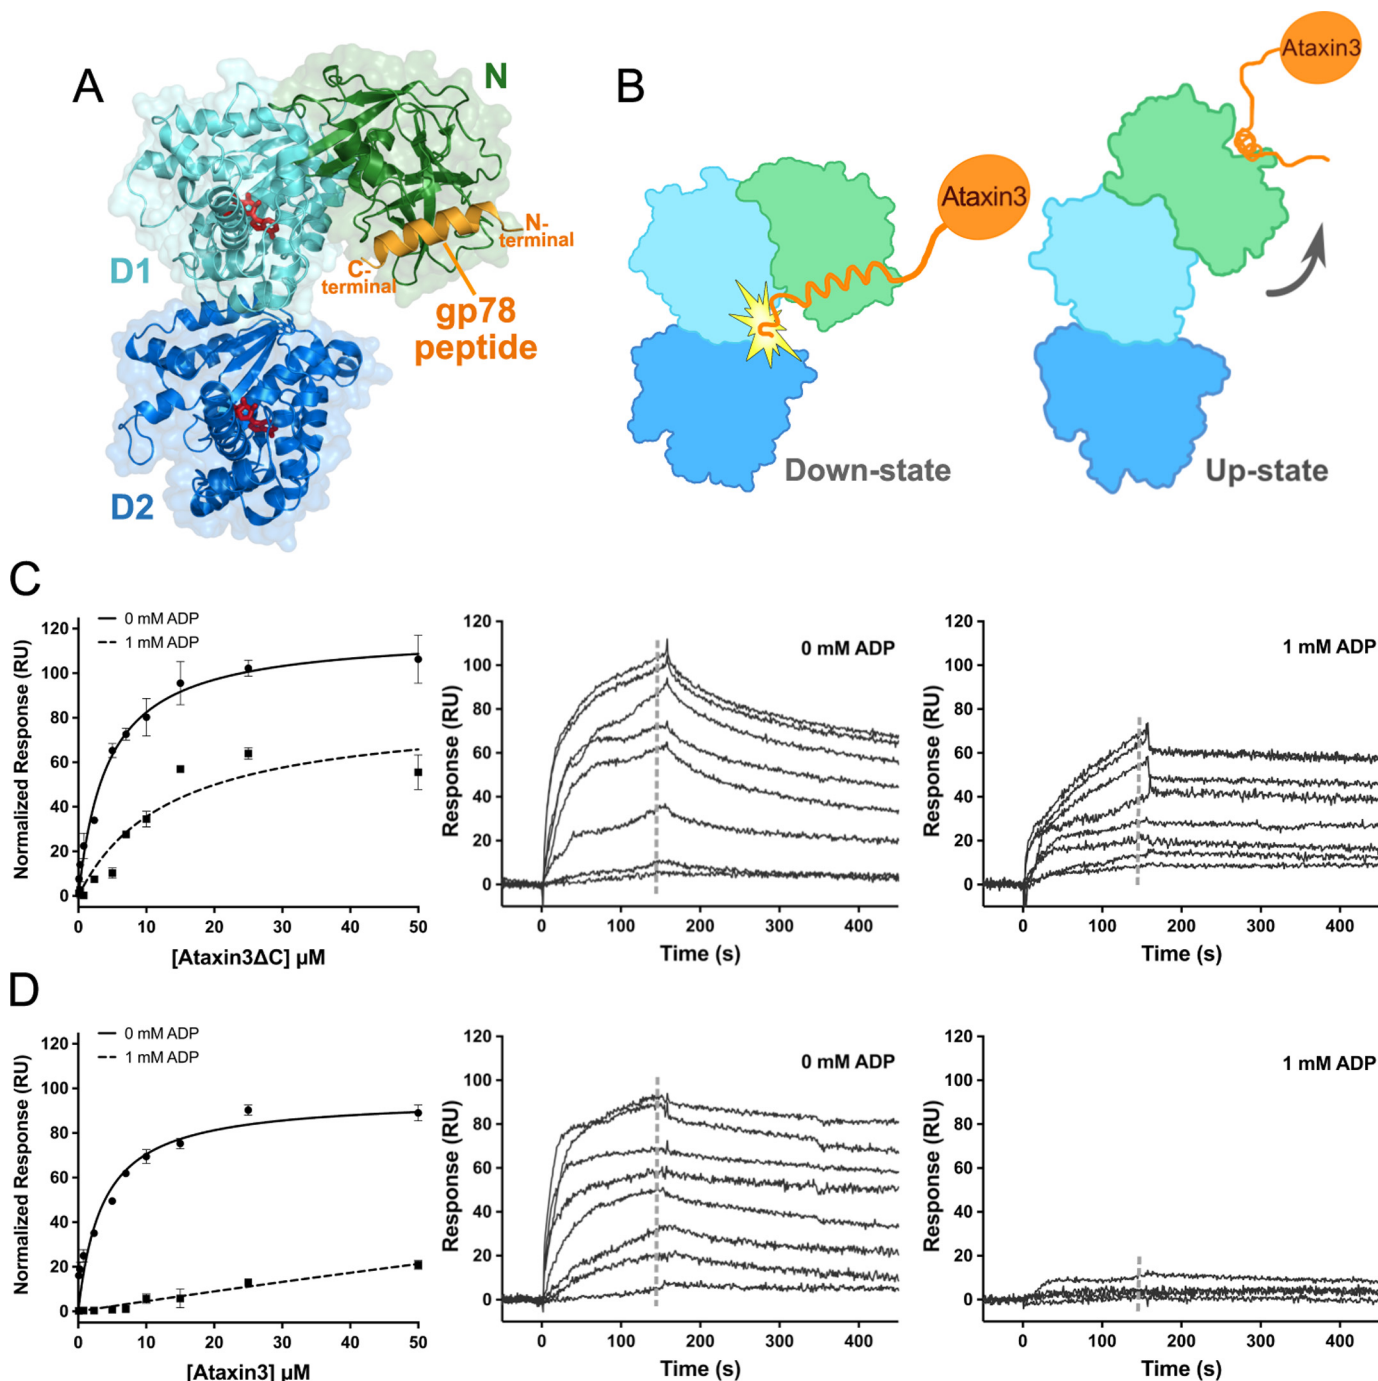 A
N
D1
D2
N-
terminal
C-
terminal
gp78
peptide
B
Ataxin3
Down-state
Ataxin3
Up-state
C
Normalized Response (RU)
120
100
80
60
40
20
0
0 mM ADP
1 mM ADP
0 10 20 30 40 50
[Ataxin3ΔC] µM
Response (RU)
120
100
80
60
40
20
0
0 mM ADP
0 100 200 300 400
Time (s)
Response (RU)
120
100
80
60
40
20
0
1 mM ADP
0 100 200 300 400
Time (s)
D
Normalized Response (RU)
120
100
80
60
40
20
0
0 mM ADP
1 mM ADP
0 10 20 30 40 50
[Ataxin3] µM
Response (RU)
120
100
80
60
40
20
0
0 mM ADP
0 100 200 300 400
Time (s)
Response (RU)
120
100
80
60
40
20
0
1 mM ADP
0 100 200 300 400
Time (s)